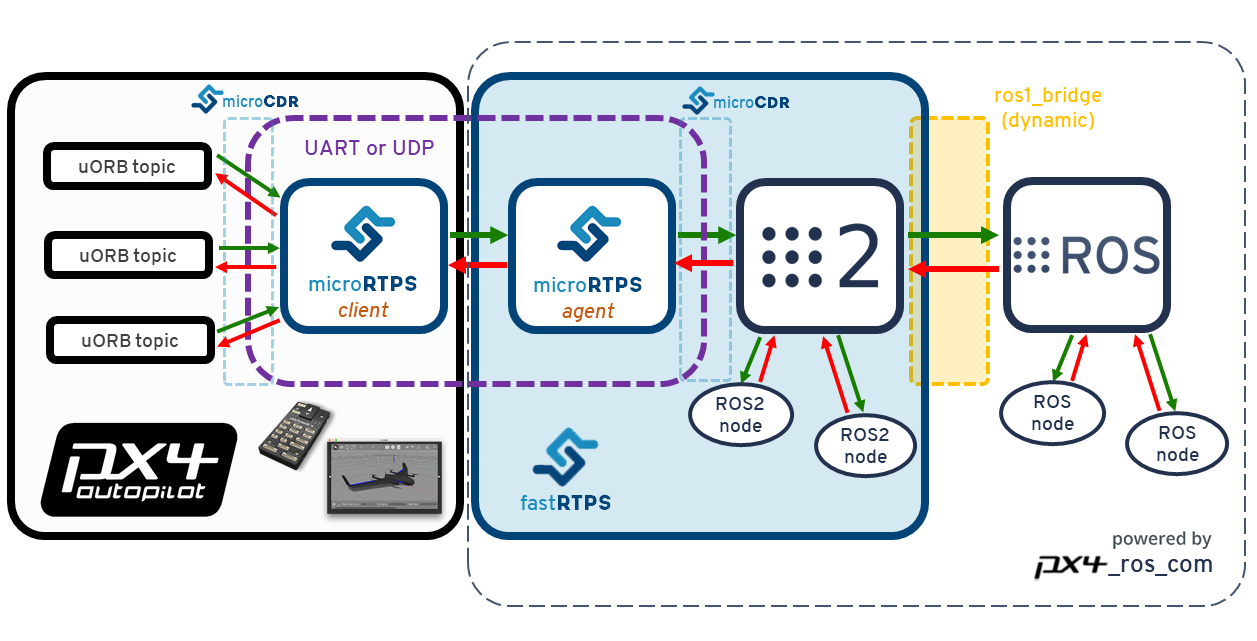 microCDR
microCDR
ros1_bridge
(dynamic)
UART or UDP
uORB topic
uORB topic
uORB topic
microRTPS
client
microRTPS
agent
2
ROS
ROS2
node
ROS2
node
ROS
node
ROS
node
px4
autopilot
fastRTPS
powered by
px4_ros_com